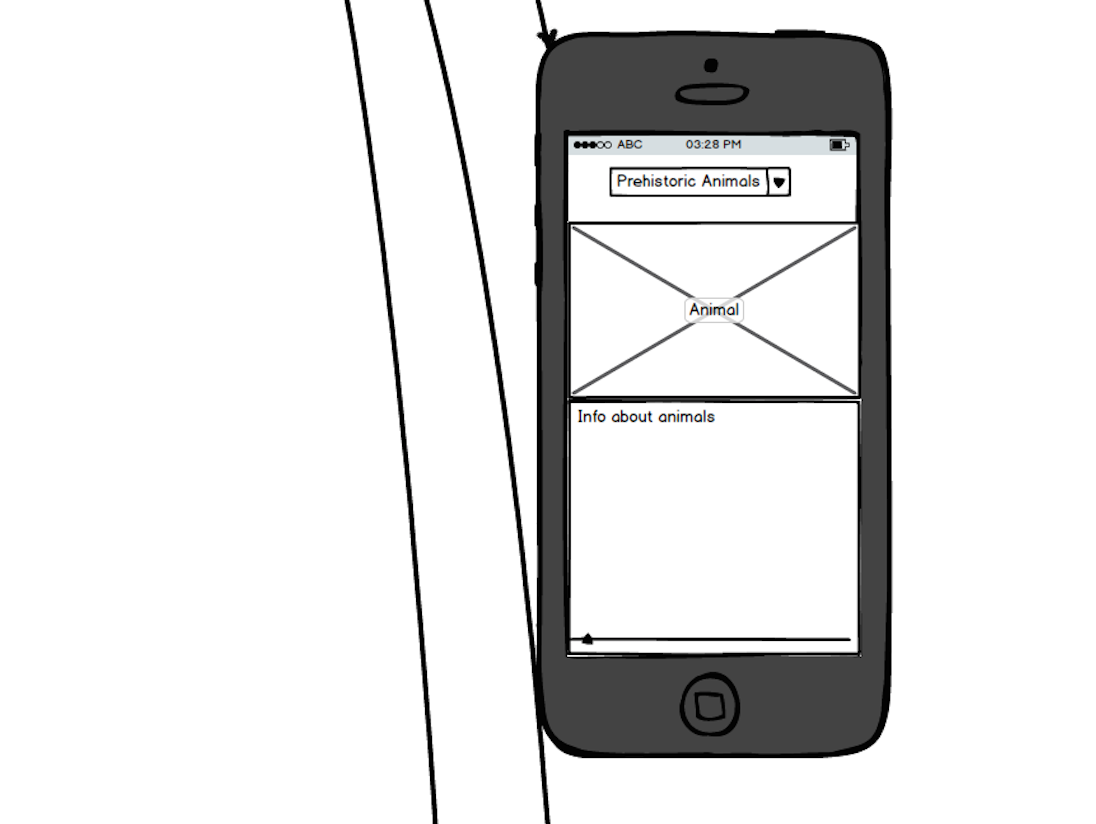 ABC 03:28 PM
Prehistoric Animals
Animal
Info about animals